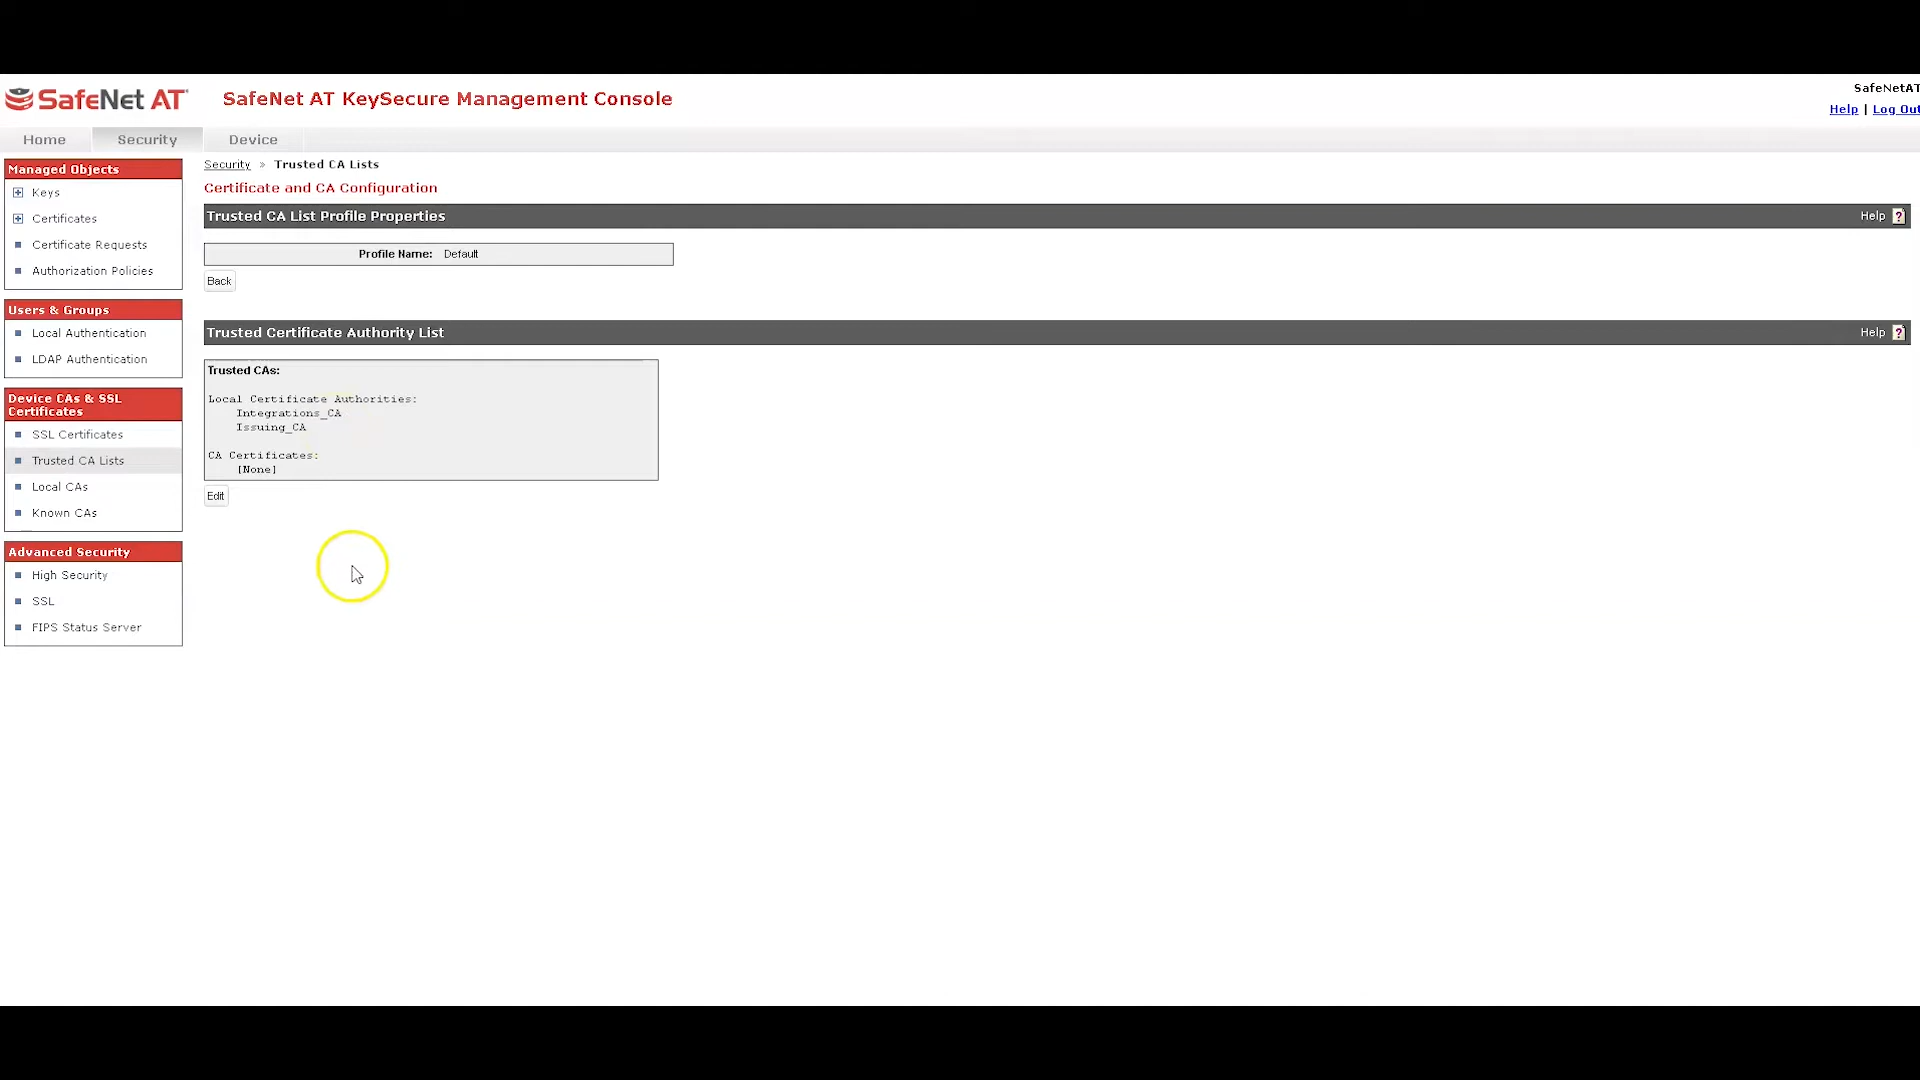 SafeNet AT
SafeNet AT KeySecure Management Console
SafeNetAT
Help | Log Out
Home
Security
Device
Managed Objects
Keys
Certificates
Certificate Requests
Authorization Policies
Users & Groups
Local Authentication
LDAP Authentication
Device CAs & SSL
Certificates
SSL Certificates
Trusted CA Lists
Local CAs
Known CAs
Advanced Security
High Security
SSL
FIPS Status Server
Security » Trusted CA Lists
Certificate and CA Configuration
Trusted CA List Profile Properties
Help ?
Profile Name: Default
Back
Trusted Certificate Authority List
Help ?
Trusted CAs:
Local Certificate Authorities:
Integrations_CA
Issuing_CA
CA Certificates:
[None]
Edit